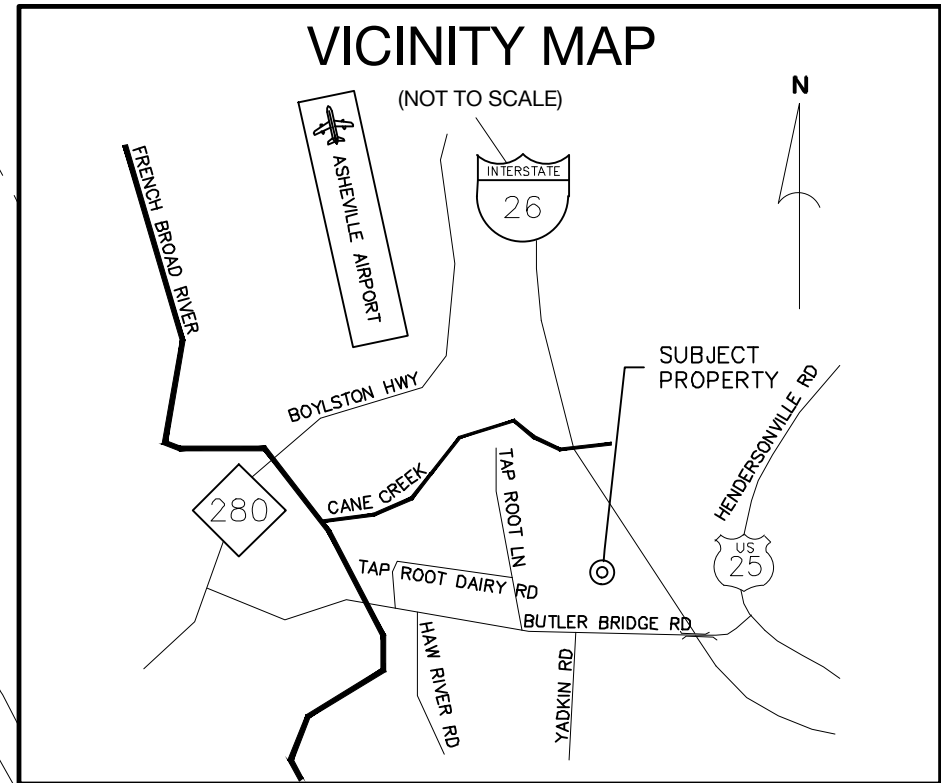 VICINITY MAP
(NOT TO SCALE)
N
FRENCH BROAD RIVER
ASHEVILLE AIRPORT
INTERSTATE
26
SUBJECT
PROPERTY
BOYLSTON HWY
HENDERSONVILLE RD
CANE CREEK
TAP ROOT LN
280
US
25
TAP ROOT DAIRY RD
BUTLER BRIDGE RD
HAW RIVER RD
YADKIN RD